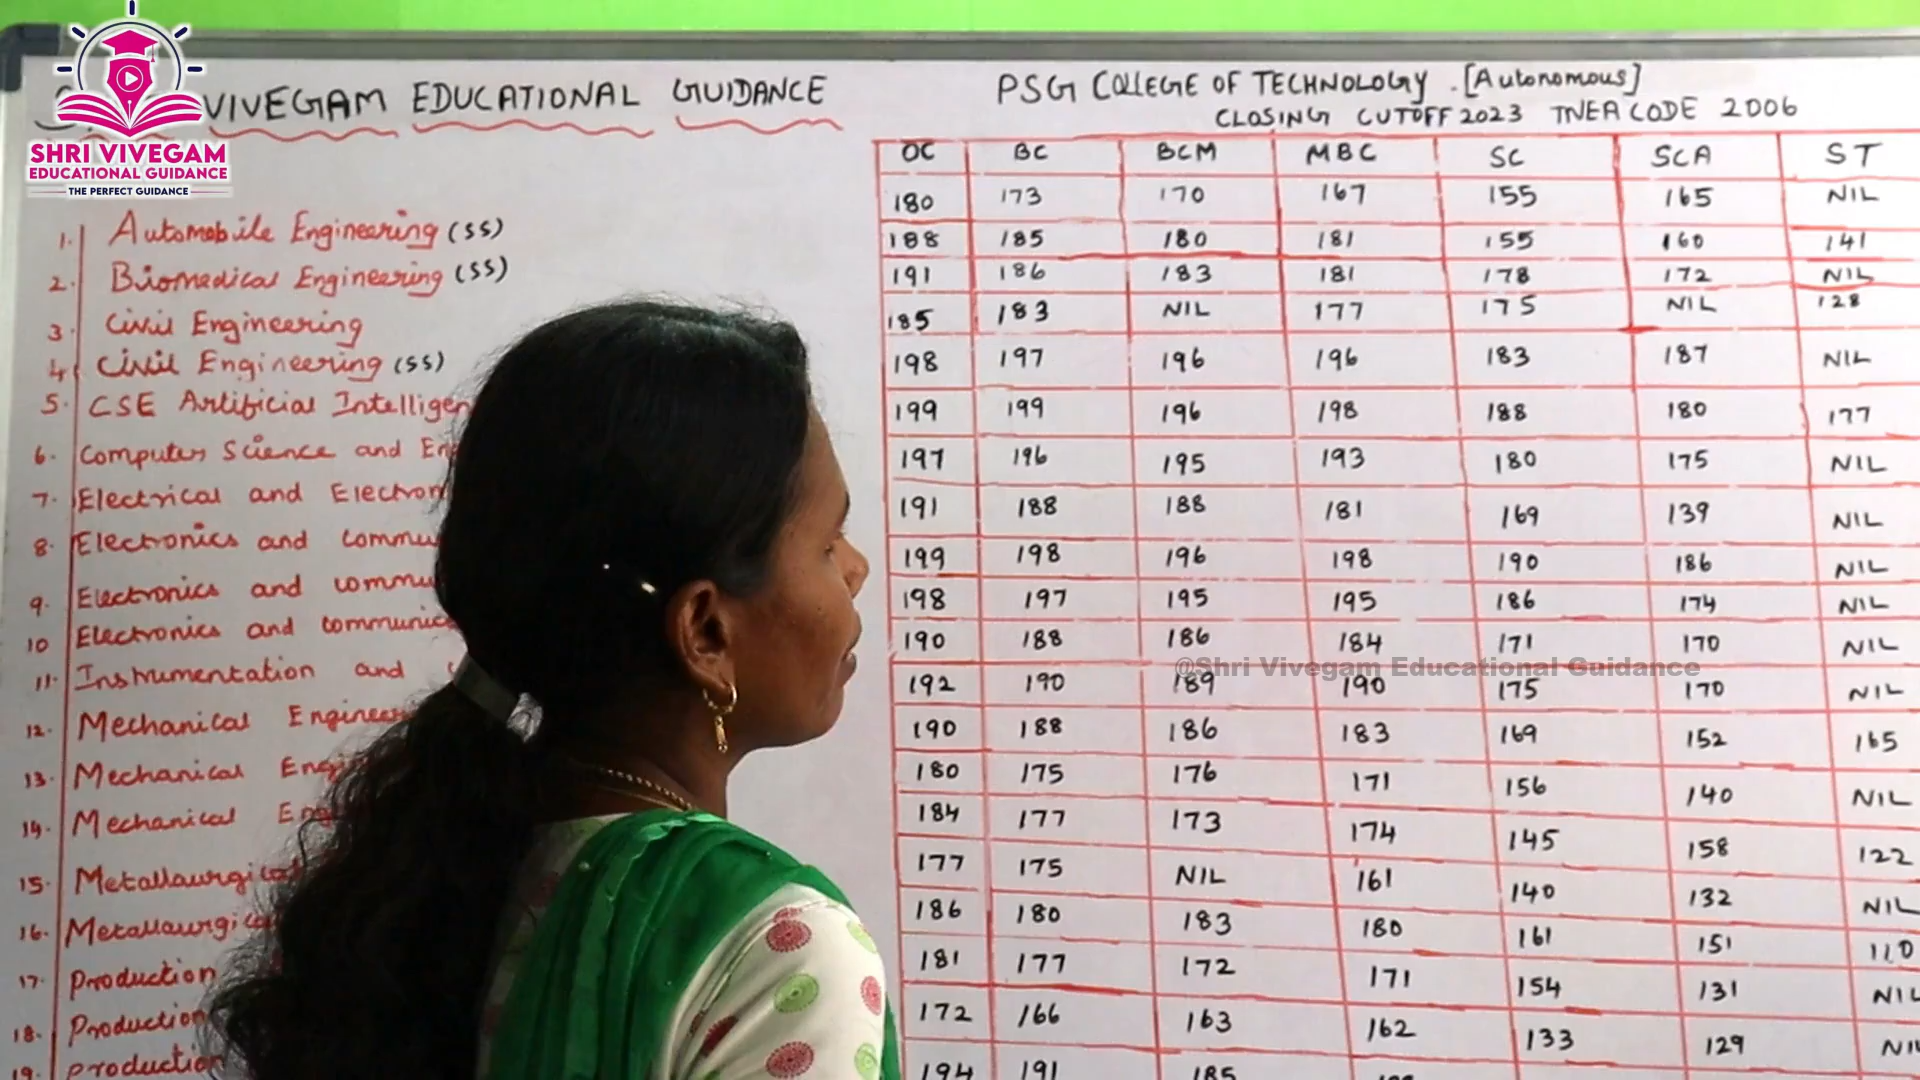 SHRI VIVEGAM
EDUCATIONAL GUIDANCE
THE PERFECT GUIDANCE
VIVEGAM EDUCATIONAL GUIDANCE
PSG COLLEGE OF TECHNOLOGY . [Autonomous]
CLOSING CUTOFF 2023 TNEA CODE 2006
1. Automobile Engineering (SS)
2. Biomedical Engineering (SS)
3. Civil Engineering
4. Civil Engineering (SS)
5. CSE Artificial
6. Computer Science and
7. Electrical and
8. Electronics and
9. Electronics and
10 Electronics and
11. Instrumentation and
12. Mechanical
13. Mechanical
14. Mechanical
15.
16.
17. Production
18. Production
19. Production
OC BC BCM MBC SC SCA ST
180 173 170 167 155 165 NIL
188 185 180 181 155 160 141
191 186 183 181 178 172 NIL
185 183 NIL 177 175 NIL 128
198 197 196 196 183 187 NIL
199 199 196 198 188 180 177
197 196 195 193 180 175 NIL
191 188 188 181 169 139 NIL
199 198 196 198 190 186 NIL
198 197 195 195 186 174 NIL
190 188 186 184 171 170 NIL
@Shri Vivegam Educational Guidance
192 190 189 190 175 170 NIL
190 188 186 183 169 152 165
180 175 176 171 156 140 NIL
184 177 173 174 145 158 122
177 175 NIL 161 140 132 NIL
186 180 183 180 161 151 110
181 177 172 171 154 131 NIL
172 166 163 162 133 129
194 191 185